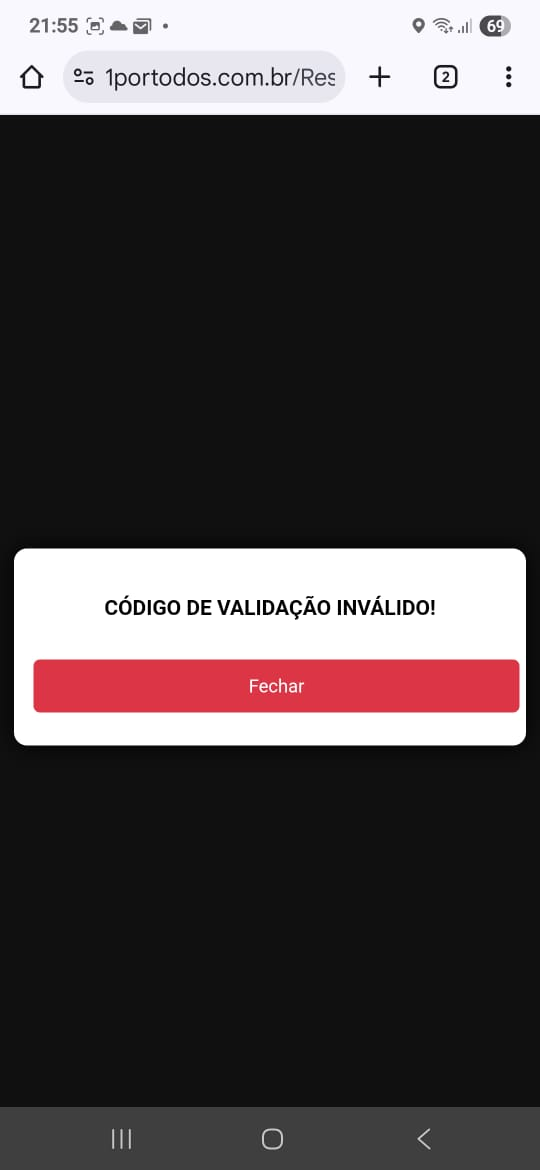 21:55
69
1portodos.com.br/Res
2
CÓDIGO DE VALIDAÇÃO INVÁLIDO!
Fechar